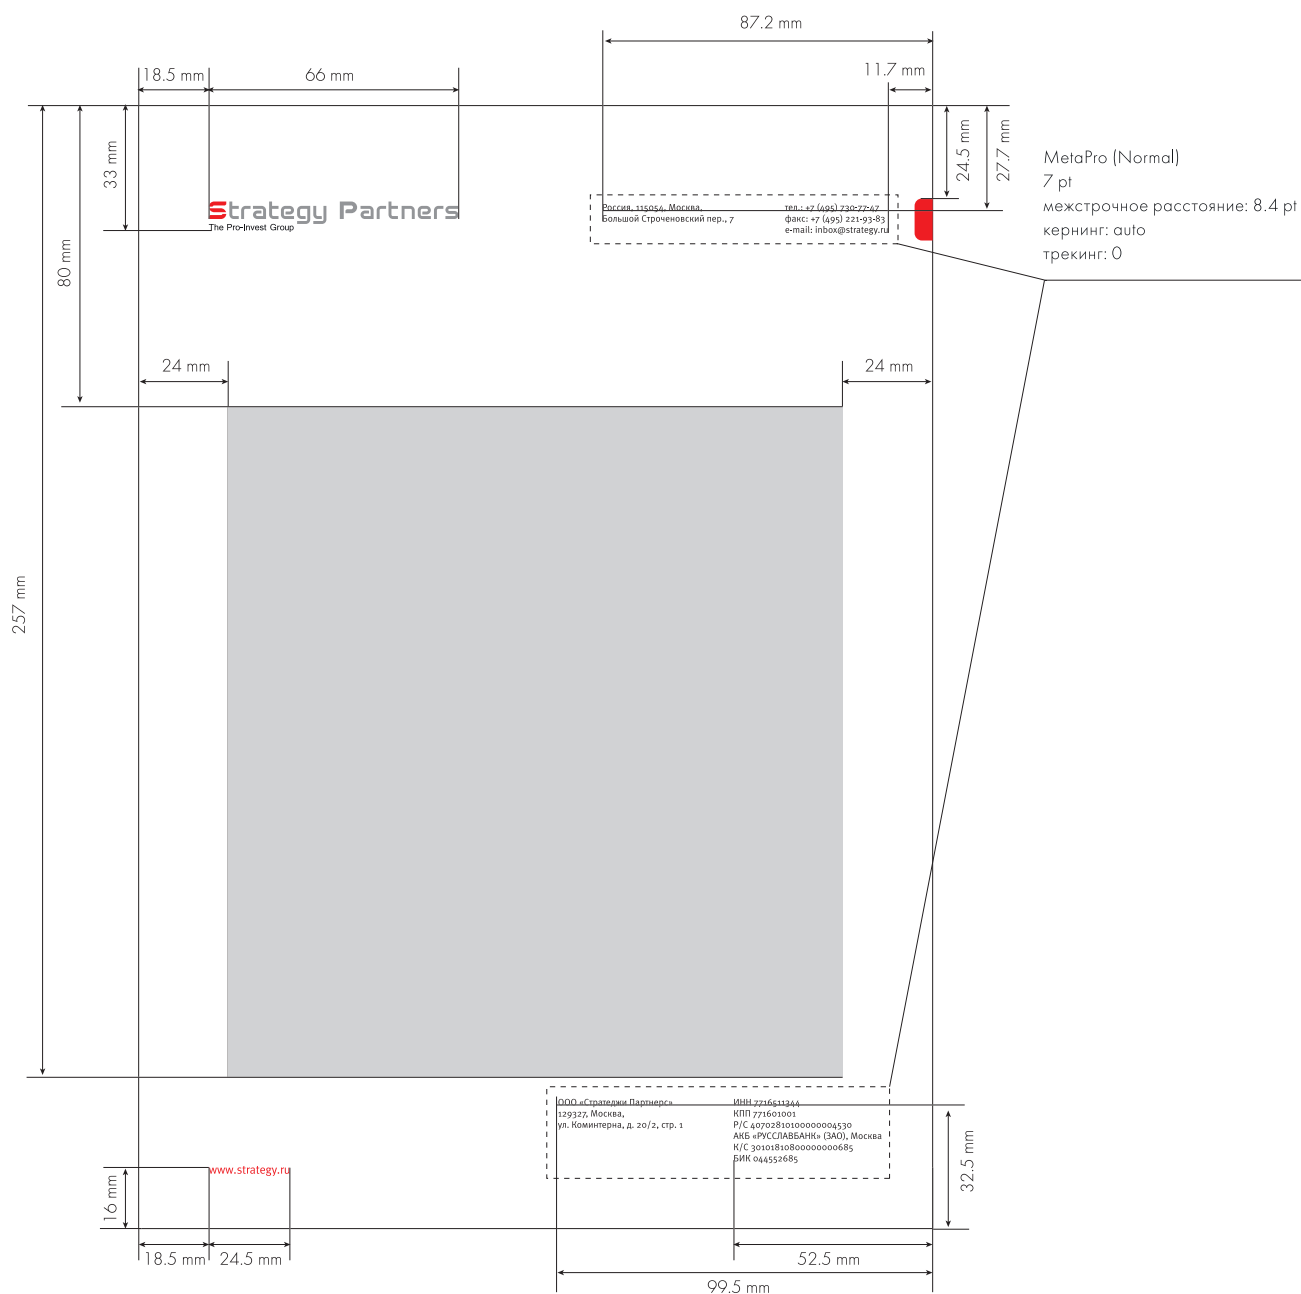 87.2 mm
18.5 mm
66 mm
11.7 mm
33 mm
24.5 mm
27.7 mm
80 mm
MetaPro (Normal)
7 pt
межстрочное расстояние: 8.4 pt
кернинг: auto
трекинг: 0
Strategy Partners
The Pro-Invest Group
Россия, 115054, Москва,
Большой Строченовский пер., 7
тел.: +7 (495) 730-77-47
факс: +7 (495) 221-93-83
e-mail: inbox@strategy.ru
24 mm
24 mm
257 mm
ООО «Стратеджи Партнерс»
129327, Москва,
ул. Коминтерна, д. 20/2, стр. 1
ИНН 7716511344
КПП 771601001
Р/С 40702810100000004530
АКБ «РУССЛАВБАНК» (ЗАО), Москва
К/С 30101810800000000685
БИК 044552685
www.strategy.ru
16 mm
32.5 mm
18.5 mm
24.5 mm
52.5 mm
99.5 mm